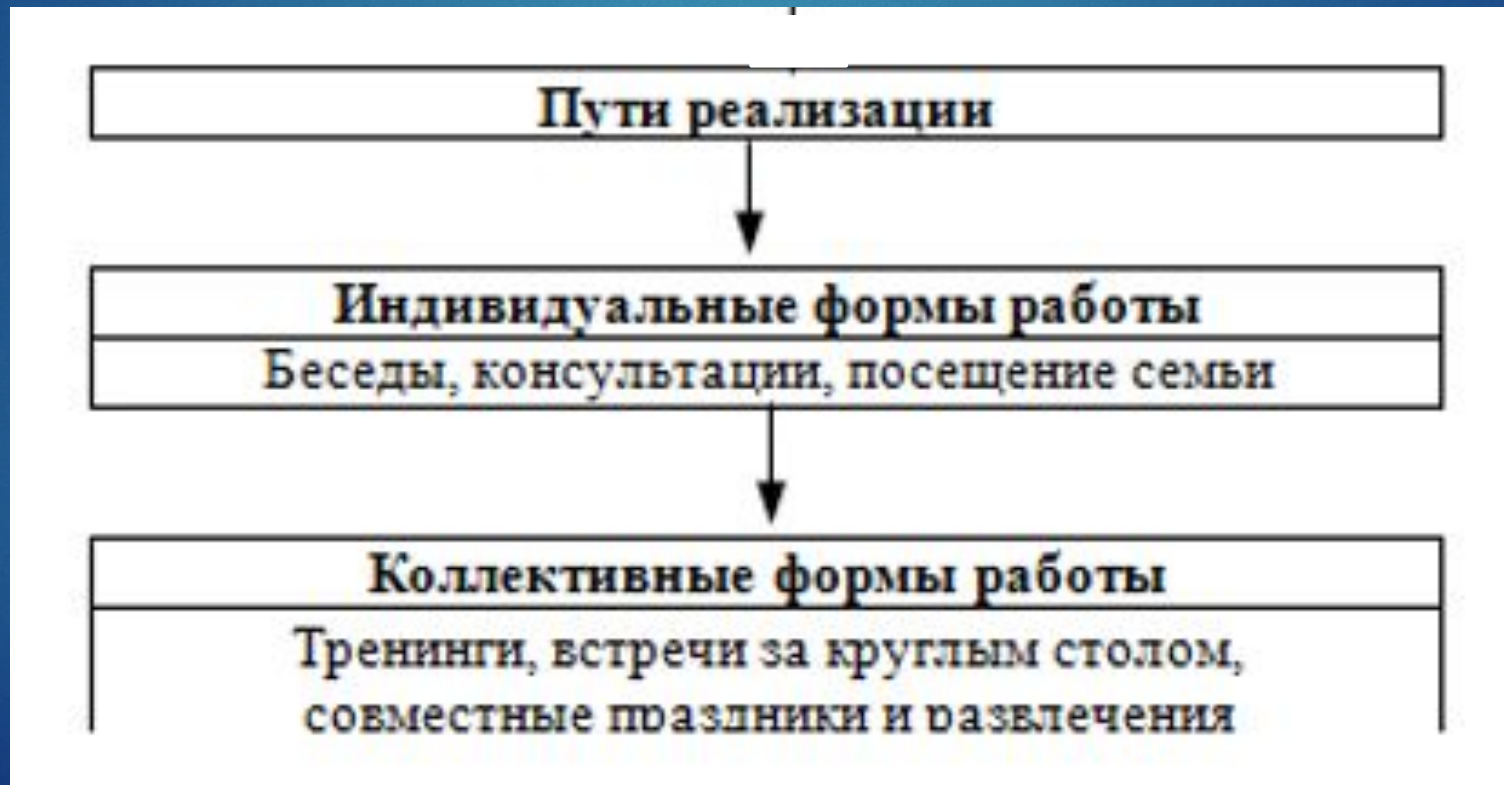 Пути реализации
Индивидуальные формы работы
Беседы, консультации, посещение семьи
Коллективные формы работы
Тренинги, встречи за круглым столом,
совместные праздники и развлечения